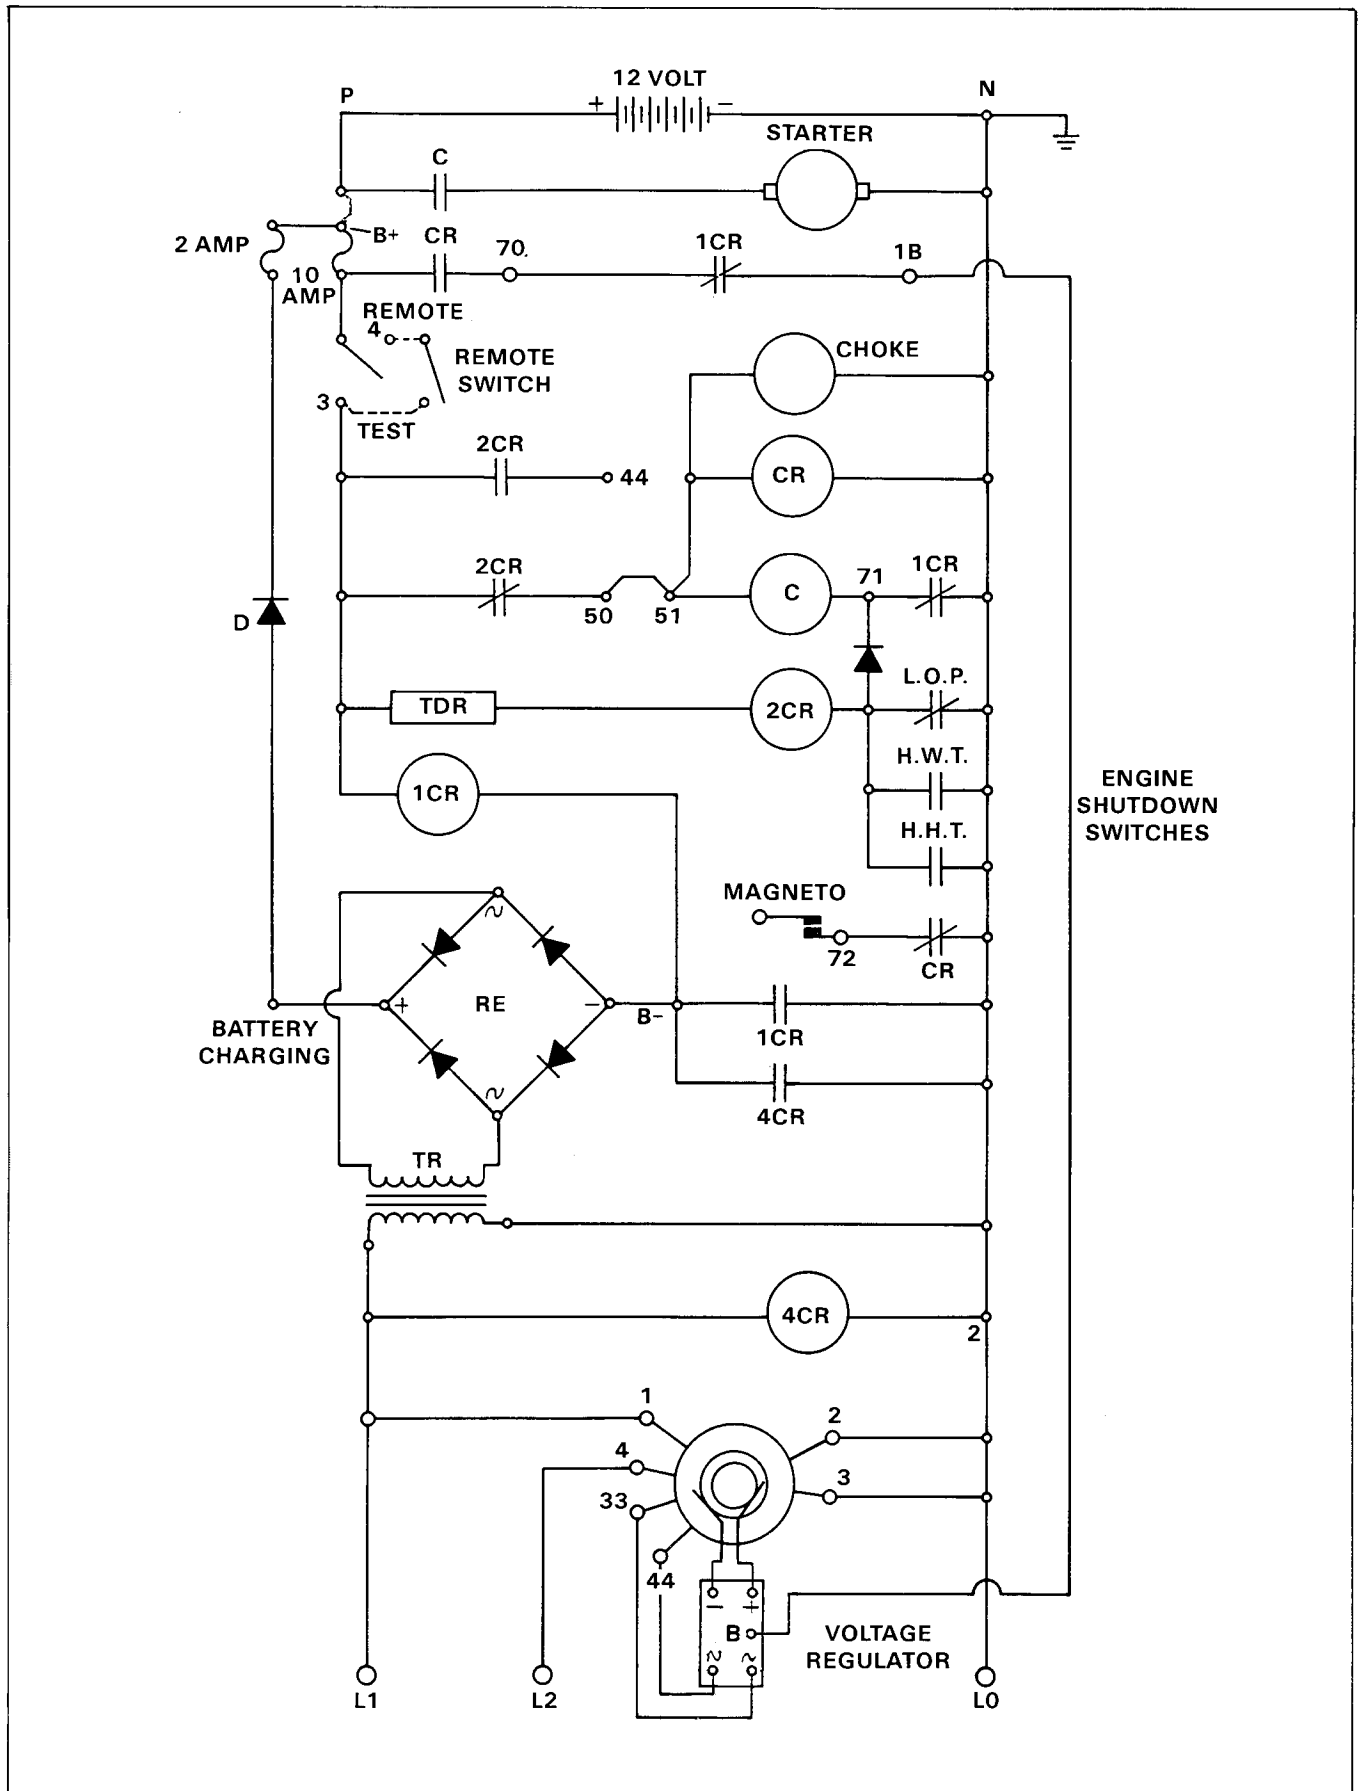 12 VOLT
P
N
+
−
STARTER
C
2 AMP
B+
CR
70.
1CR
1B
10
AMP
REMOTE
4
REMOTE
SWITCH
CHOKE
3
TEST
2CR
44
CR
2CR
50
51
C
71
1CR
D
L.O.P.
TDR
2CR
H.W.T.
1CR
ENGINE
SHUTDOWN
SWITCHES
H.H.T.
MAGNETO
72
CR
~
+
RE
−
B−
BATTERY
CHARGING
1CR
~
4CR
TR
4CR
2
1
2
4
3
33
44
−
+
B
~
~
VOLTAGE
REGULATOR
L1
L2
L0